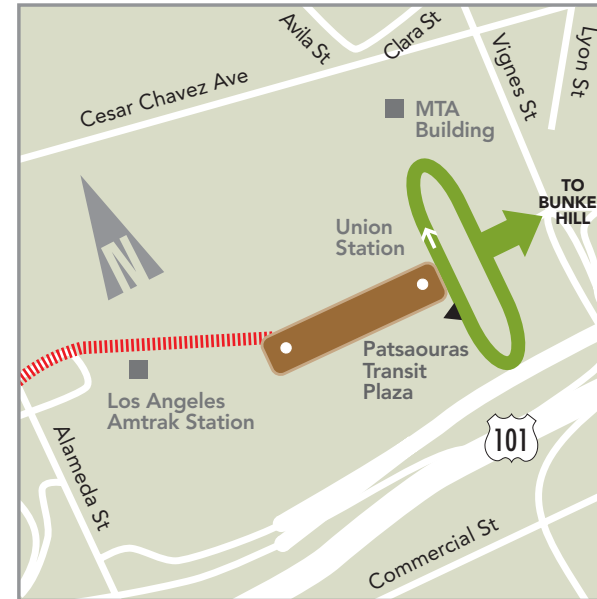 Avila St
Clara St
Vignes St
Lyon St
Cesar Chavez Ave
MTA
Building
TO
BUNKE
HILL
Union
Station
N
Patsaouras
Transit
Plaza
Los Angeles
Amtrak Station
101
Alameda St
Commercial St